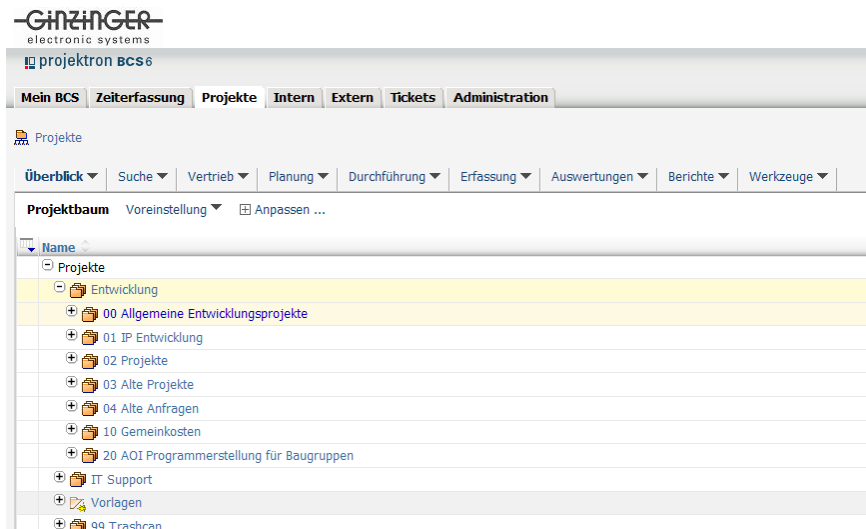 GinzinGER
electronic systems
projektron BCS6
Mein BCS Zeiterfassung Projekte Intern Extern Tickets Administration
Projekte
Überblick Suche Vertrieb Planung Durchführung Erfassung Auswertungen Berichte Werkzeuge
Projektbaum Voreinstellung Anpassen ...
Name
Projekte
Entwicklung
00 Allgemeine Entwicklungsprojekte
01 IP Entwicklung
02 Projekte
03 Alte Projekte
04 Alte Anfragen
10 Gemeinkosten
20 AOI Programmerstellung für Baugruppen
IT Support
Vorlagen
99 Trashcan